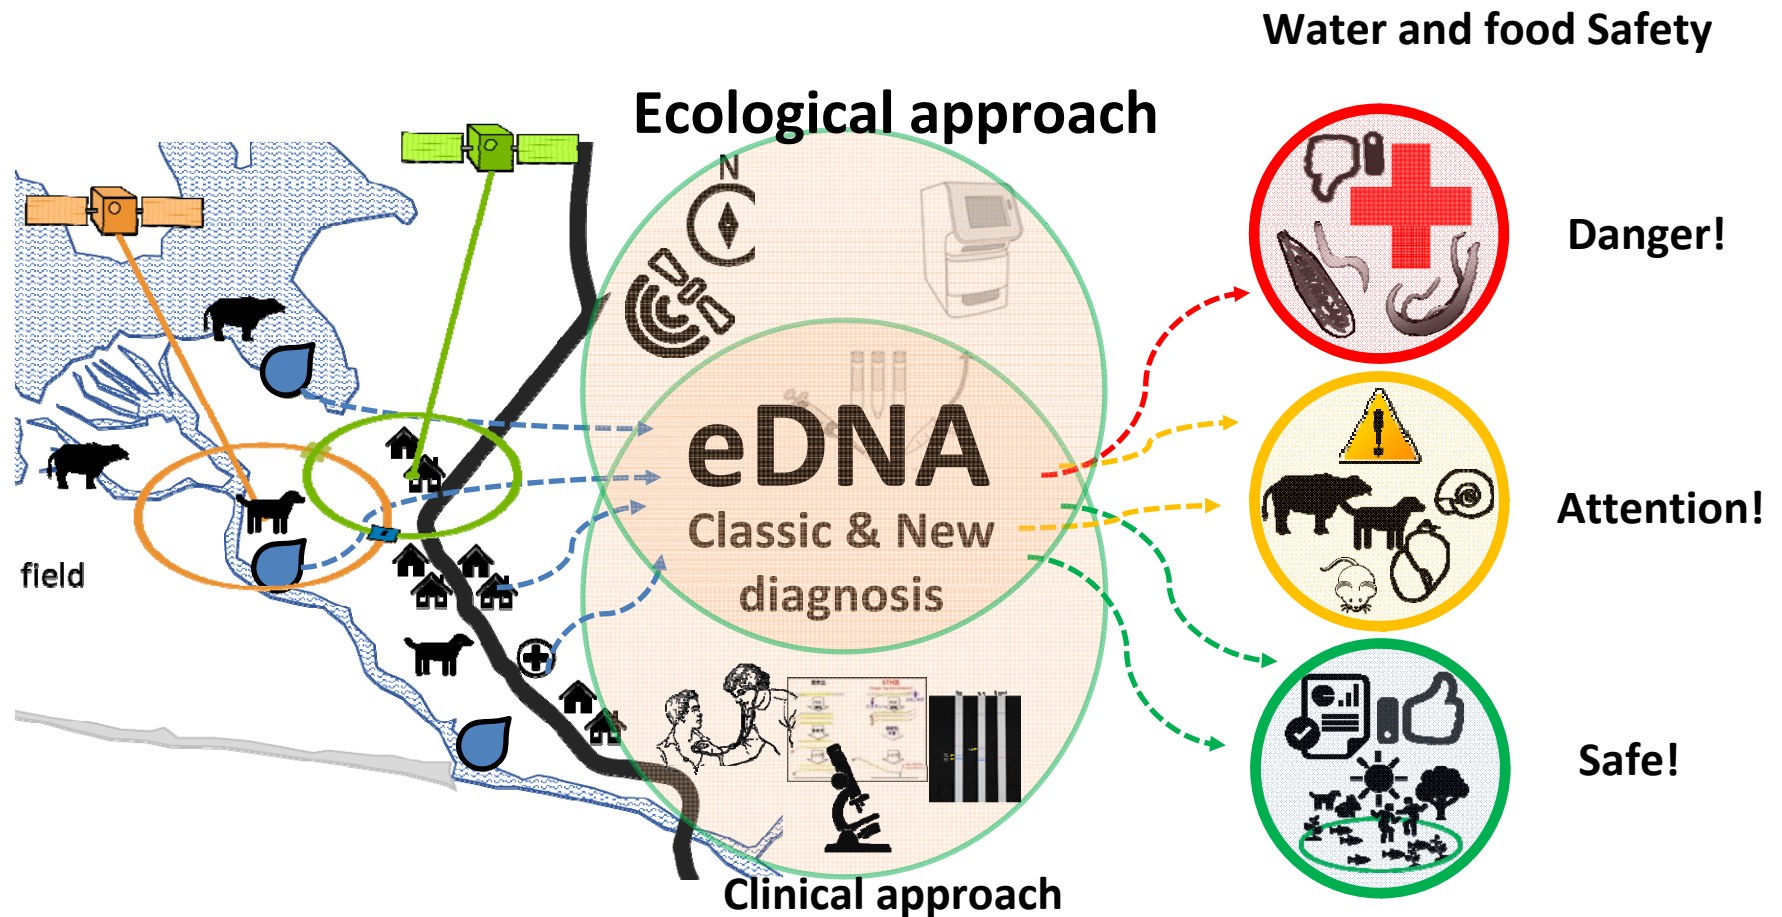 Water and food Safety
Ecological approach
N
Danger!
eDNA
Classic & New
diagnosis
Attention!
field
Safe!
Clinical approach